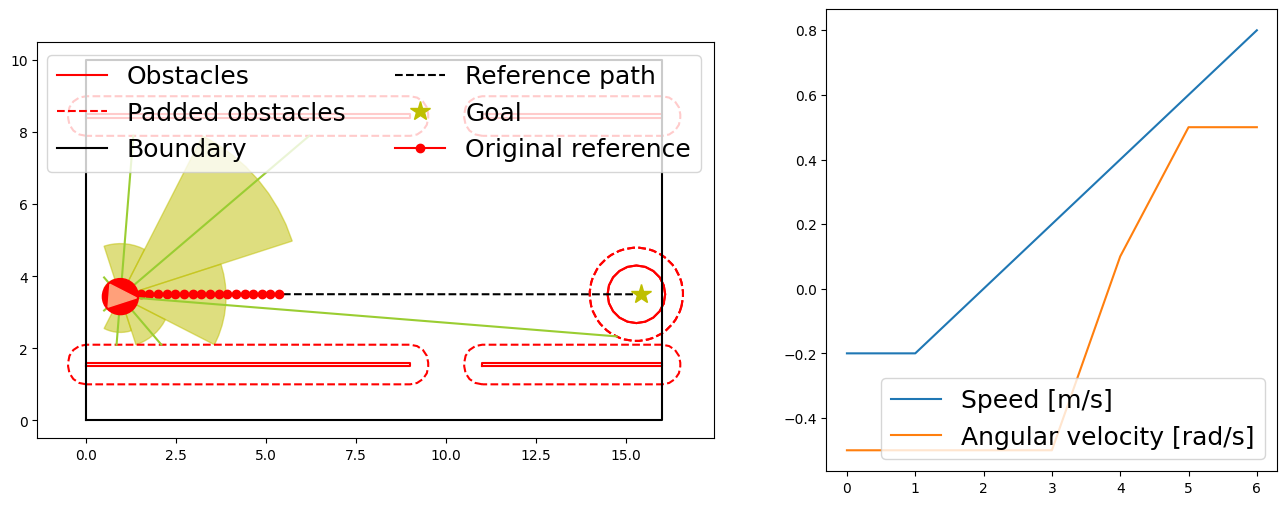 Obstacles
Padded obstacles
Boundary
Reference path
Goal
Original reference
10
8
6
4
2
0
0.0 2.5 5.0 7.5 10.0 12.5 15.0
0.8
0.6
0.4
0.2
0.0
−0.2
−0.4
Speed [m/s]
Angular velocity [rad/s]
0 1 2 3 4 5 6